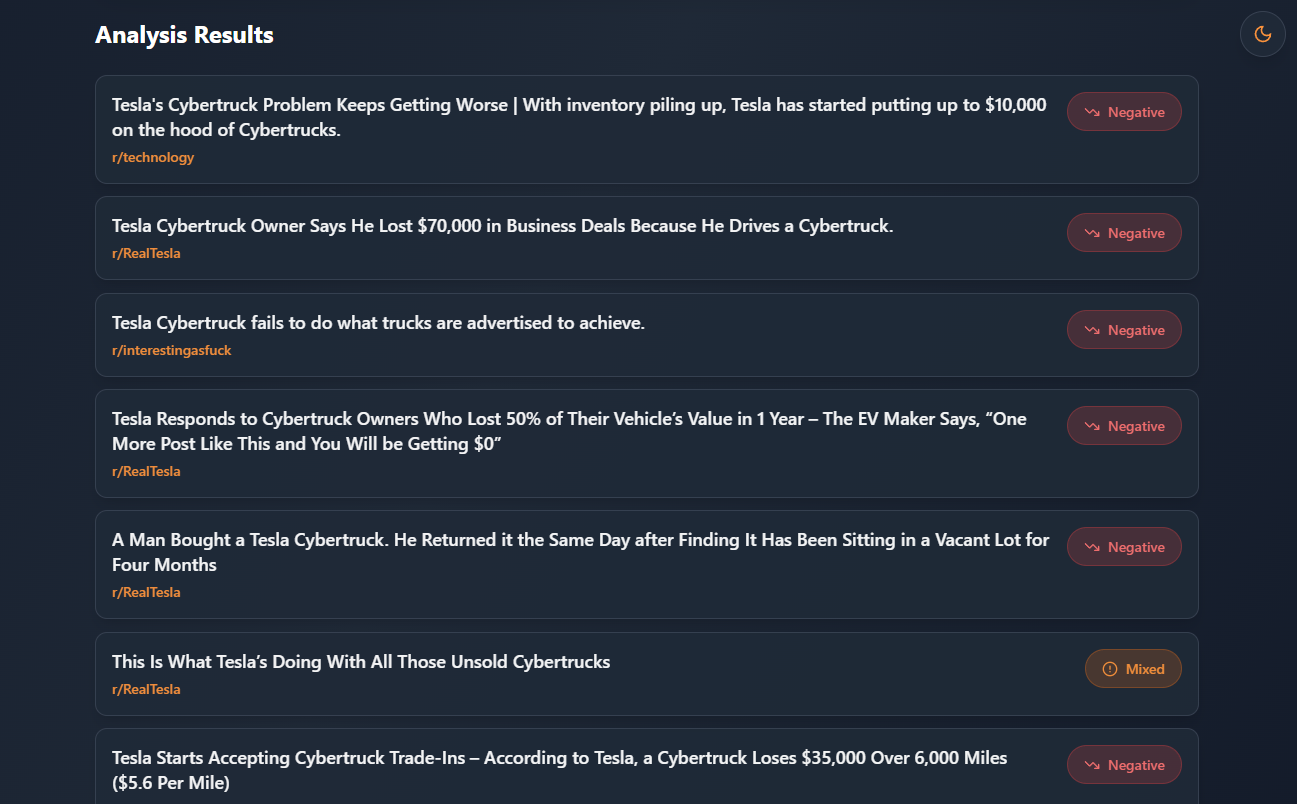 Analysis Results
Tesla's Cybertruck Problem Keeps Getting Worse | With inventory piling up, Tesla has started putting up to $10,000
on the hood of Cybertrucks.
r/technology
Negative
Tesla Cybertruck Owner Says He Lost $70,000 in Business Deals Because He Drives a Cybertruck.
r/RealTesla
Negative
Tesla Cybertruck fails to do what trucks are advertised to achieve.
r/interestingasfuck
Negative
Tesla Responds to Cybertruck Owners Who Lost 50% of Their Vehicle’s Value in 1 Year – The EV Maker Says, “One
More Post Like This and You Will be Getting $0”
r/RealTesla
Negative
A Man Bought a Tesla Cybertruck. He Returned it the Same Day after Finding It Has Been Sitting in a Vacant Lot for
Four Months
r/RealTesla
Negative
This Is What Tesla’s Doing With All Those Unsold Cybertrucks
r/RealTesla
Mixed
Tesla Starts Accepting Cybertruck Trade-Ins – According to Tesla, a Cybertruck Loses $35,000 Over 6,000 Miles
($5.6 Per Mile)
Negative